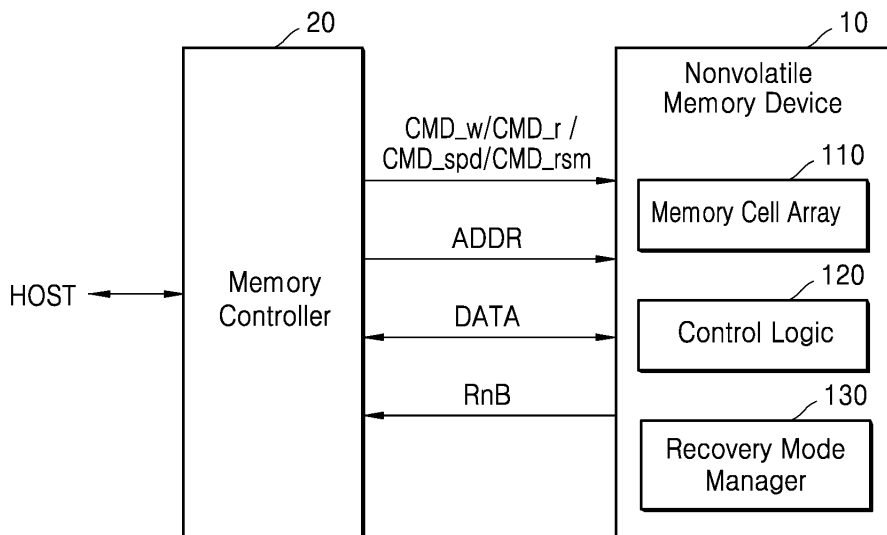 20
10
Nonvolatile
Memory Device
CMD_w/CMD_r /
CMD_spd/CMD_rsm
110
Memory Cell Array
ADDR
HOST
Memory
Controller
120
DATA
Control Logic
RnB
130
Recovery Mode
Manager